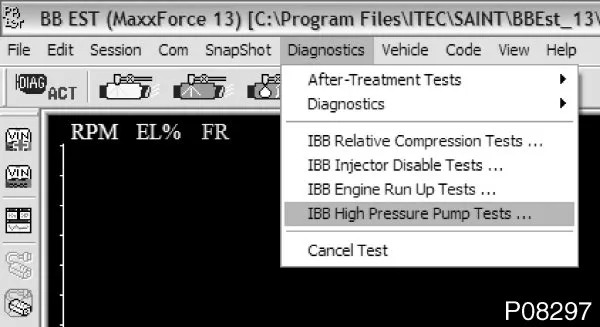 BB EST (MaxxForce 13) [C:\Program Files\ITEC\SAINT\BBEst_13\
File Edit Session Com SnapShot Diagnostics Vehicle Code View Help
DIAG
ACT
After-Treatment Tests
Diagnostics
IBB Relative Compression Tests ...
IBB Injector Disable Tests ...
IBB Engine Run Up Tests ...
IBB High Pressure Pump Tests ...
Cancel Test
VIN
VIN
RPM EL% FR
P08297